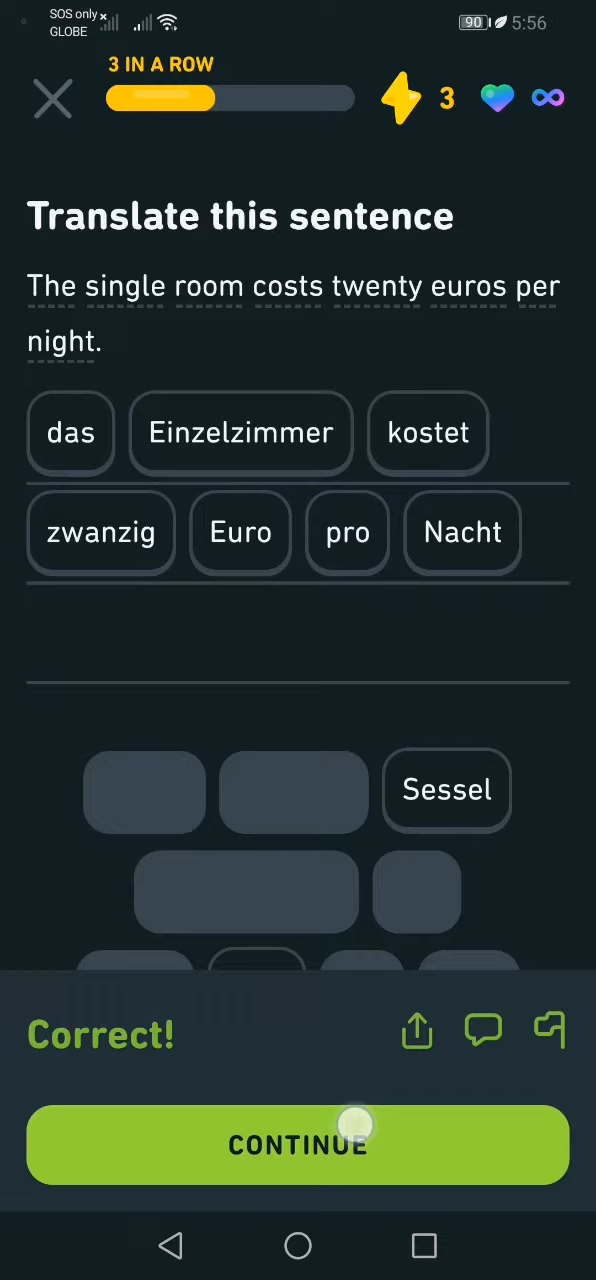 SOS only
GLOBE
90
5:56
3 IN A ROW
3
Translate this sentence
The single room costs twenty euros per
night.
das Einzelzimmer kostet
zwanzig Euro pro Nacht
Sessel
Correct!
CONTINUE